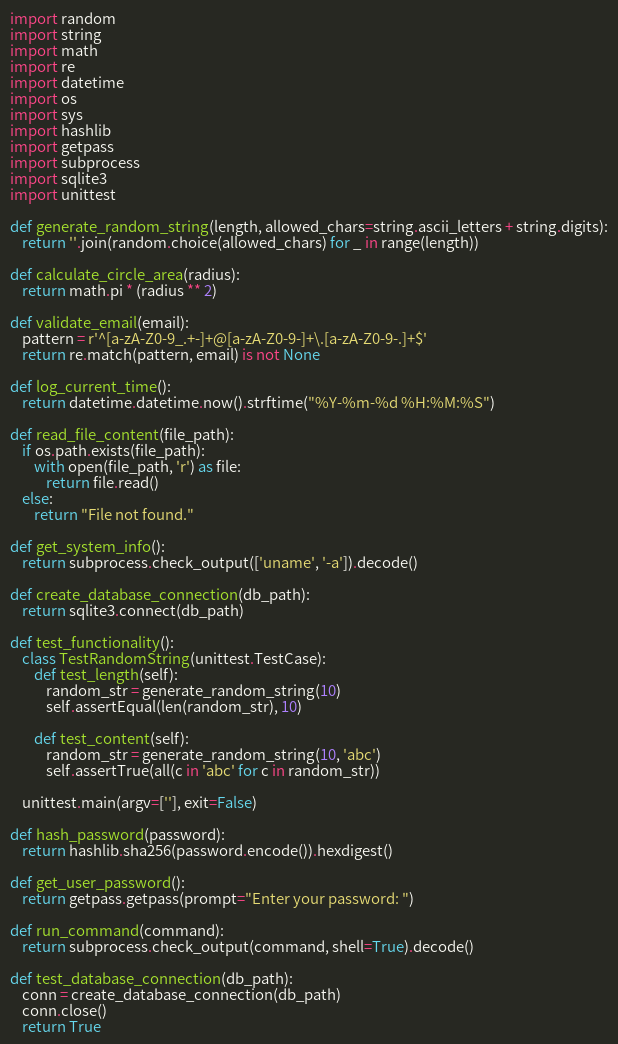 import random
import string
import math
import re
import datetime
import os
import sys
import hashlib
import getpass
import subprocess
import sqlite3
import unittest

def generate_random_string(length, allowed_chars=string.ascii_letters + string.digits):
    return ''.join(random.choice(allowed_chars) for _ in range(length))

def calculate_circle_area(radius):
    return math.pi * (radius ** 2)

def validate_email(email):
    pattern = r'^[a-zA-Z0-9_.+-]+@[a-zA-Z0-9-]+\.[a-zA-Z0-9-.]+$'
    return re.match(pattern, email) is not None

def log_current_time():
    return datetime.datetime.now().strftime("%Y-%m-%d %H:%M:%S")

def read_file_content(file_path):
    if os.path.exists(file_path):
        with open(file_path, 'r') as file:
            return file.read()
    else:
        return "File not found."

def get_system_info():
    return subprocess.check_output(['uname', '-a']).decode()

def create_database_connection(db_path):
    return sqlite3.connect(db_path)

def test_functionality():
    class TestRandomString(unittest.TestCase):
        def test_length(self):
            random_str = generate_random_string(10)
            self.assertEqual(len(random_str), 10)

        def test_content(self):
            random_str = generate_random_string(10, 'abc')
            self.assertTrue(all(c in 'abc' for c in random_str))

    unittest.main(argv=[''], exit=False)

def hash_password(password):
    return hashlib.sha256(password.encode()).hexdigest()

def get_user_password():
    return getpass.getpass(prompt="Enter your password: ")

def run_command(command):
    return subprocess.check_output(command, shell=True).decode()

def test_database_connection(db_path):
    conn = create_database_connection(db_path)
    conn.close()
    return True